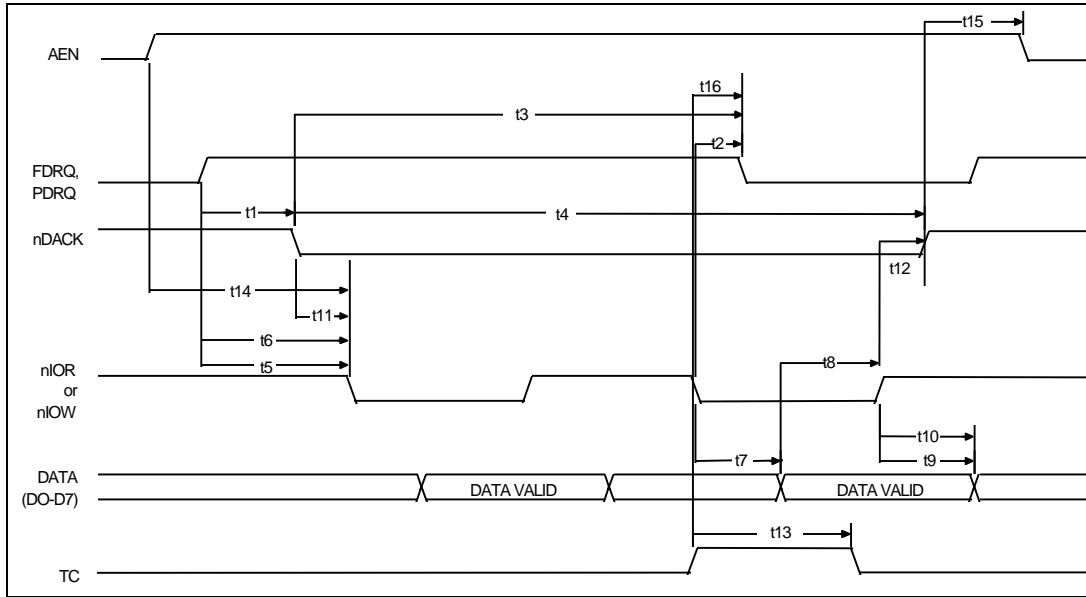 t15
AEN
t16
t3
t2
FDRQ,
PDRQ
t1
t4
nDACK
t12
t14
t11
t6
t8
t5
nIOR
or
nIOW
t10
t7
t9
DATA
(DO-D7)
DATA VALID
DATA VALID
t13
TC